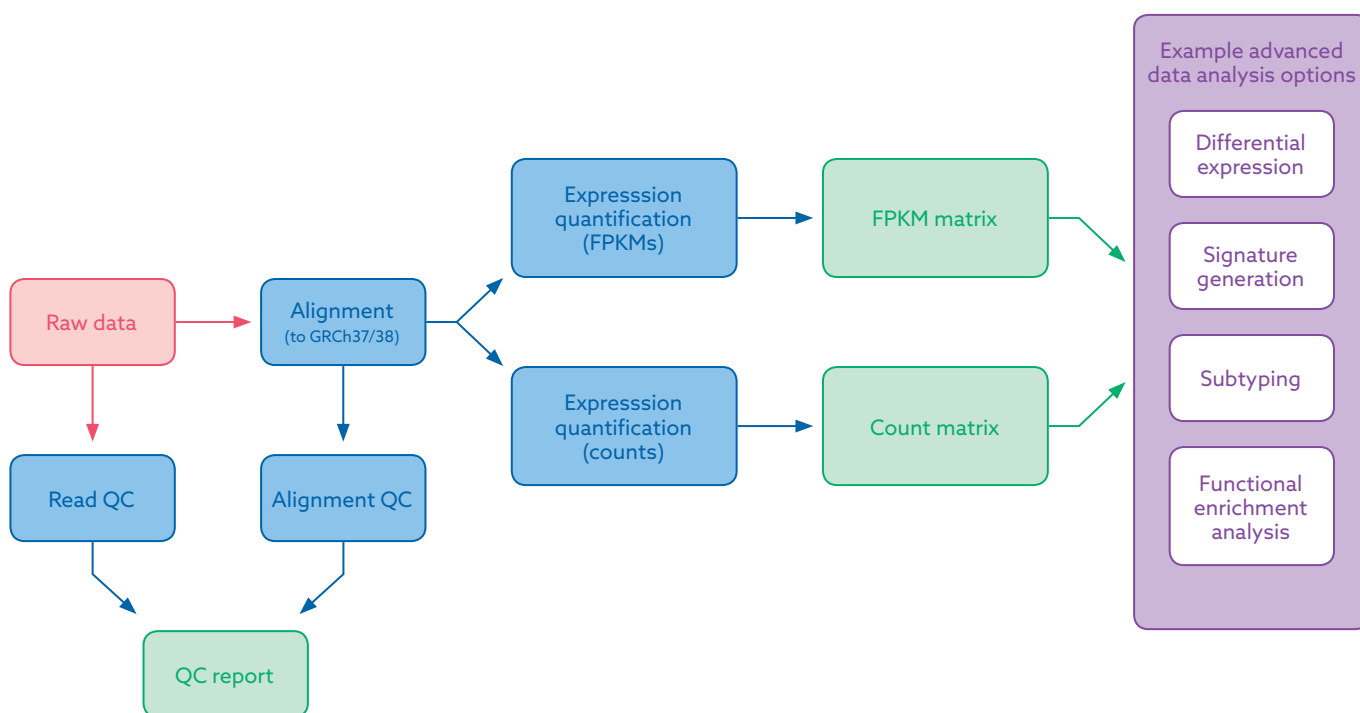 Example advanced
data analysis options
Differential
expression
Signature
generation
Subtyping
Functional
enrichment
analysis
Expresssion
quantification
(FPKMs)
FPKM matrix
Raw data
Alignment
(to GRCh37/38)
Expresssion
quantification
(counts)
Count matrix
Read QC
Alignment QC
QC report